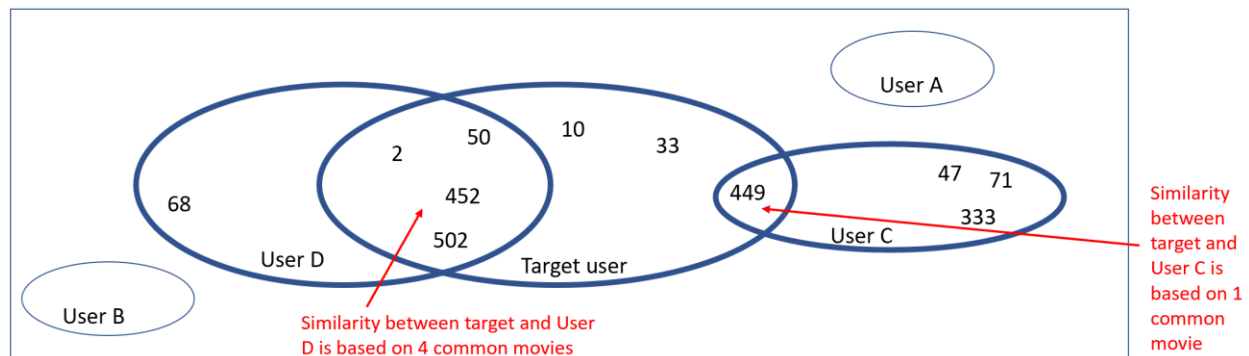 User A
50
10
33
2
47
71
449
452
68
333
502
User C
User D
Target user
User B
Similarity between target and User
D is based on 4 common movies
Similarity
between
target and
User C is
based on 1
common
movie